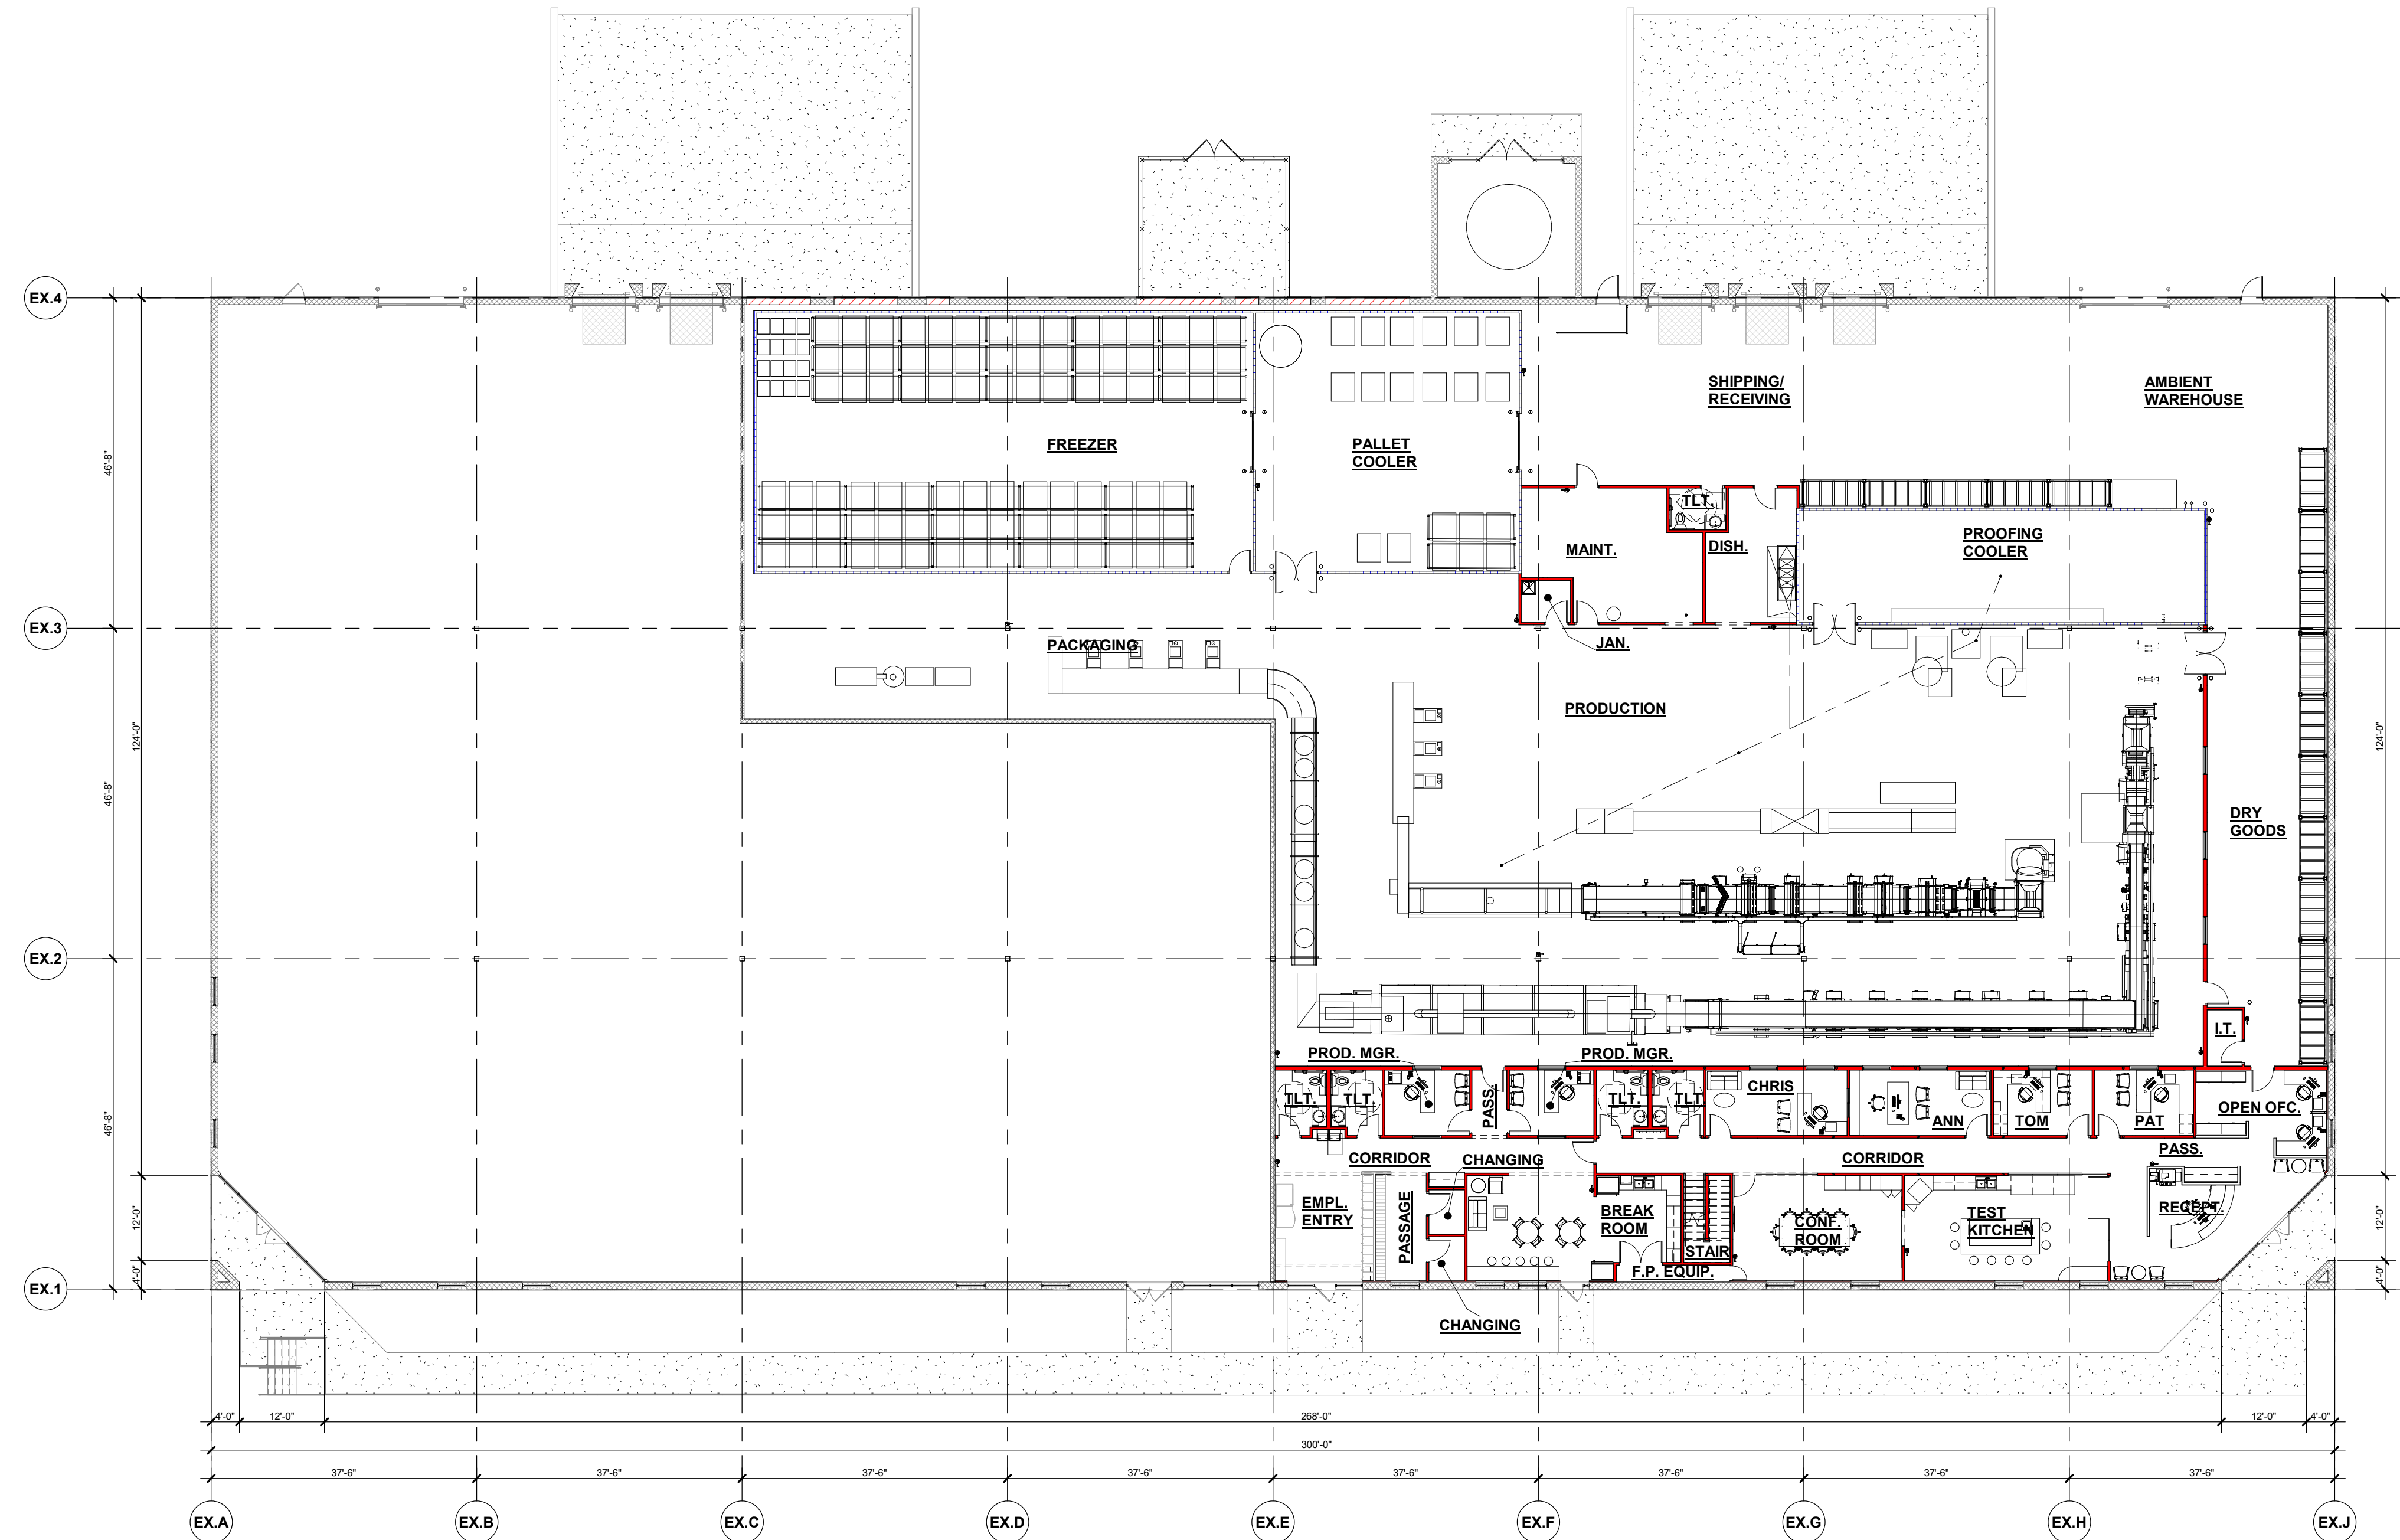 EX.4
SHIPPING/
RECEIVING
AMBIENT
WAREHOUSE
FREEZER
PALLET
COOLER
46'-8"
TLT.
MAINT.
DISH.
PROOFING
COOLER
EX.3
PACKAGING
JAN.
PRODUCTION
124'-0"
124'-0"
46'-8"
DRY
GOODS
EX.2
I.T.
PROD. MGR.
PROD. MGR.
46'-8"
TLT.
TLT.
PASS.
TLT.
TLT.
CHRIS
ANN
TOM
PAT
OPEN OFC.
CORRIDOR
CHANGING
CORRIDOR
PASS.
12'-0"
EMPL.
ENTRY
PASSAGE
BREAK
ROOM
STAIR
CONF.
ROOM
TEST
KITCHEN
RECEPT.
12'-0"
4'-0"
F.P. EQUIP.
4'-0"
EX.1
CHANGING
4'-0"
12'-0"
268'-0"
12'-0"
4'-0"
300'-0"
37'-6"
37'-6"
37'-6"
37'-6"
37'-6"
37'-6"
37'-6"
37'-6"
EX.A
EX.B
EX.C
EX.D
EX.E
EX.F
EX.G
EX.H
EX.J